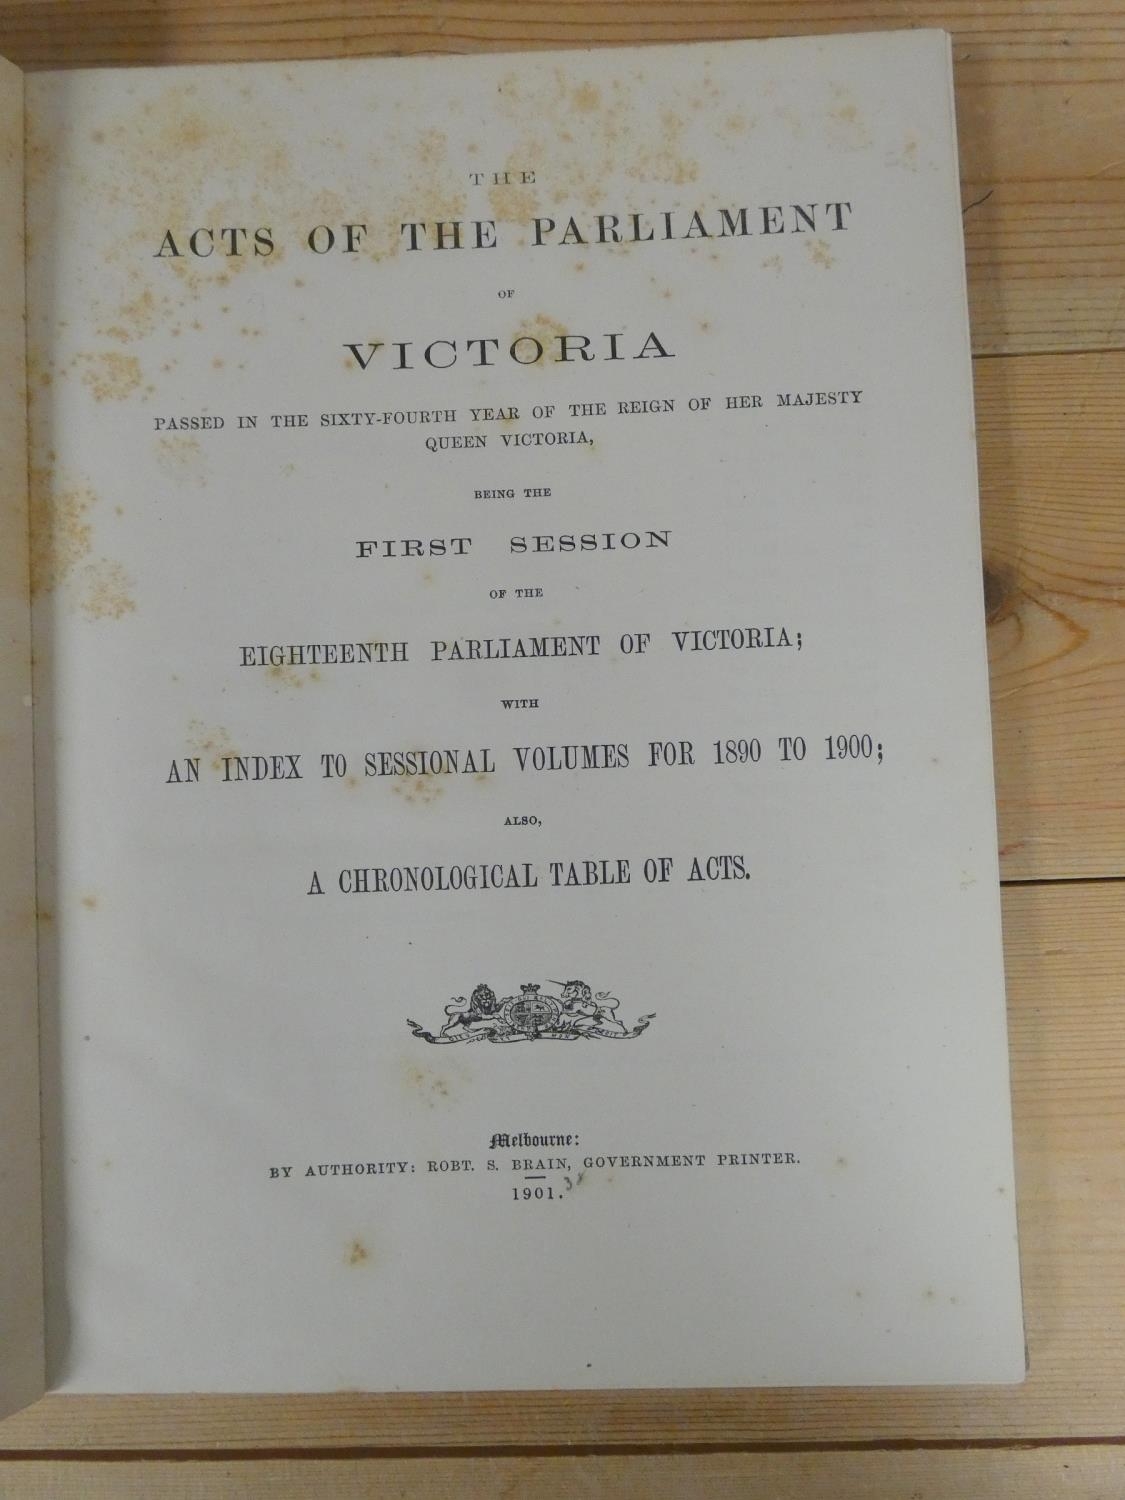 THE
ACTS OF THE PARLIAMENT
OF
VICTORIA
PASSED IN THE SIXTY-FOURTH YEAR OF THE REIGN OF HER MAJESTY
QUEEN VICTORIA,
BEING THE
FIRST SESSION
OF THE
EIGHTEENTH PARLIAMENT OF VICTORIA;
WITH
AN INDEX TO SESSIONAL VOLUMES FOR 1890 TO 1900;
ALSO,
A CHRONOLOGICAL TABLE OF ACTS.
Melbourne:
BY AUTHORITY: ROBT. S. BRAIN, GOVERNMENT PRINTER.
1901.